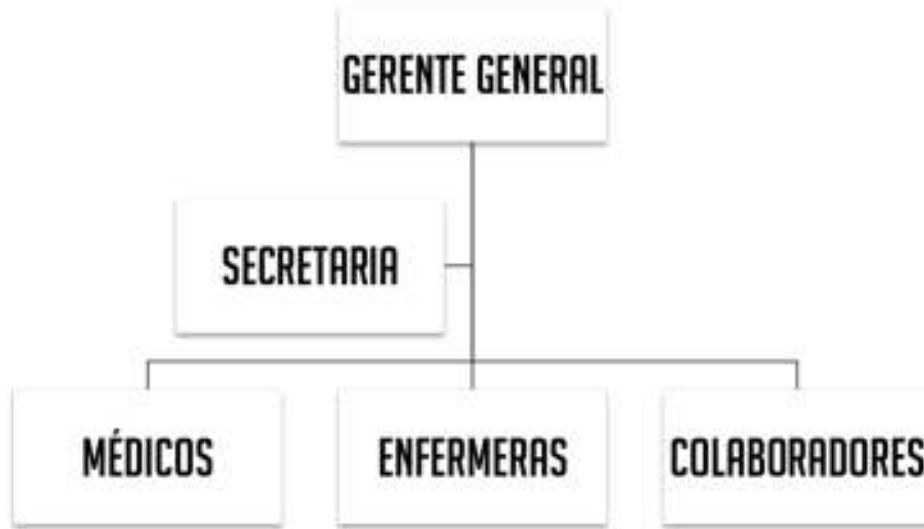 GERENTE GENERAL
SECRETARIA
MÉDICOS
ENFERMERAS
COLABORADORES